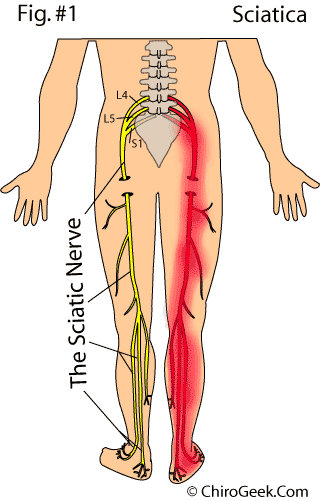 Fig. #1
Sciatica
L4
L5
S1
The Sciatic Nerve
© ChiroGeek.Com